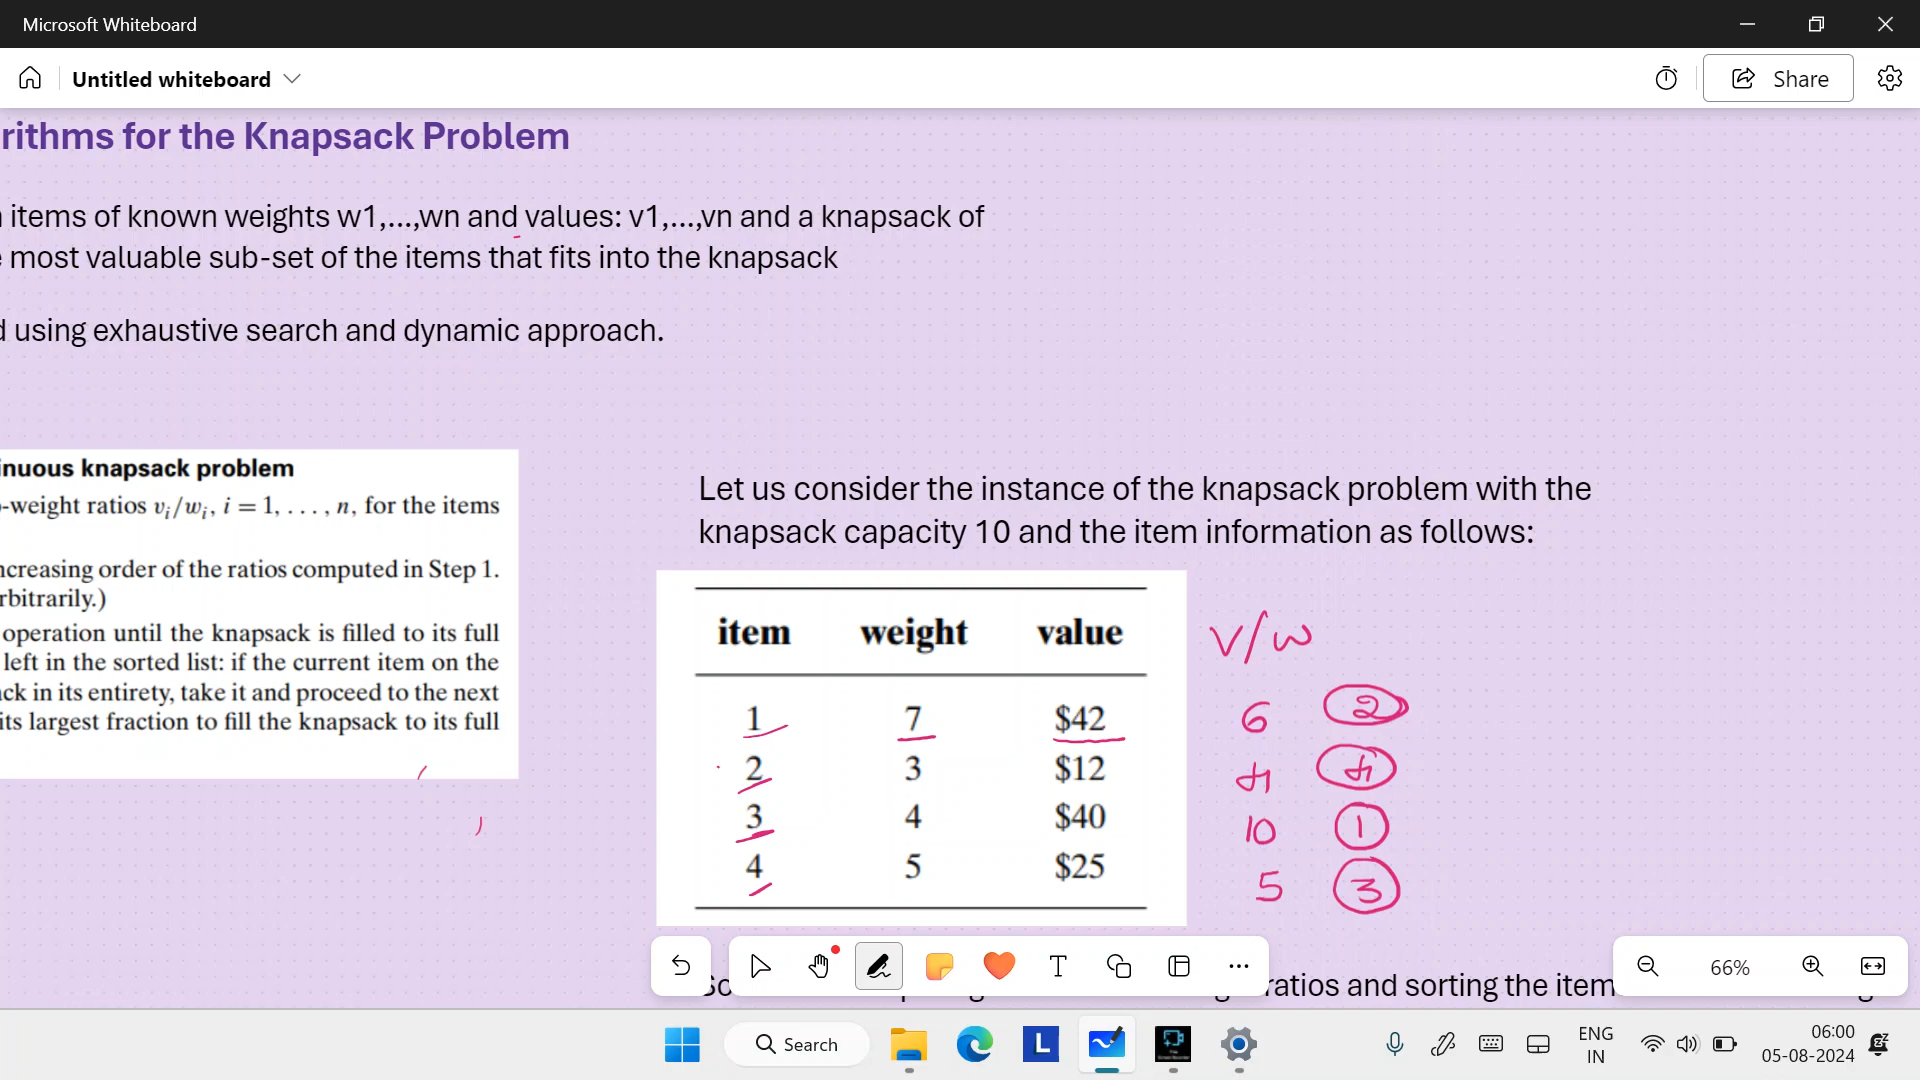 Microsoft Whiteboard
Untitled whiteboard
Share
rithms for the Knapsack Problem
items of known weights w1,...,wn and values: v1,...,vn and a knapsack of
most valuable sub-set of the items that fits into the knapsack
using exhaustive search and dynamic approach.
inuous knapsack problem
-weight ratios vᵢ/wᵢ, i = 1, . . . , n, for the items
ncreasing order of the ratios computed in Step 1.
rbitrarily.)
operation until the knapsack is filled to its full
left in the sorted list: if the current item on the
ck in its entirety, take it and proceed to the next
its largest fraction to fill the knapsack to its full
Let us consider the instance of the knapsack problem with the
knapsack capacity 10 and the item information as follows:
item weight value V/w
1 7 $42 6 2
2 3 $12 4 4
3 4 $40 10 1
4 5 $25 5 3
ratios and sorting the item
66%
Search
L
ENG
IN
06:00
05-08-2024